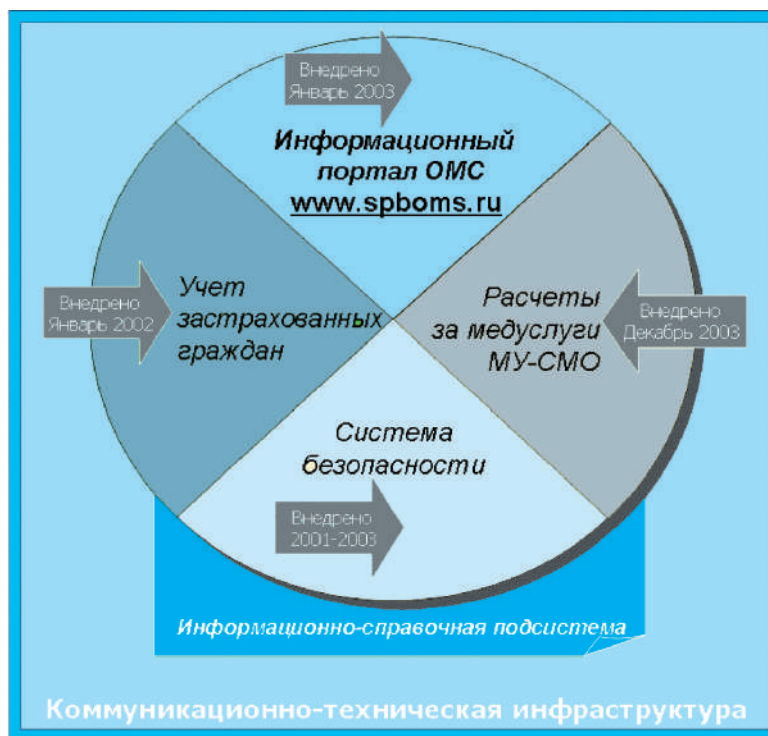 Внедрено
Январь 2003
Информационный
портал ОМС
www.spboms.ru
Внедрено
Январь 2002
Учет
застрахованных
граждан
Расчеты
за медуслуги
МУ-СМО
Внедрено
Декабрь 2003
Система
безопасности
Внедрено
2001-2003
Информационно-справочная подсистема
Коммуникационно-техническая инфраструктура